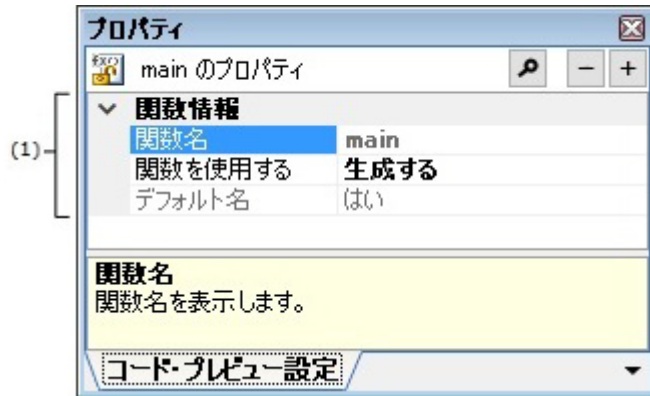 プロパティ
main のプロパティ
- +
(1)
関数情報
関数名 main
関数を使用する 生成する
デフォルト名 はい
関数名
関数名を表示します。
コード・プレビュー設定